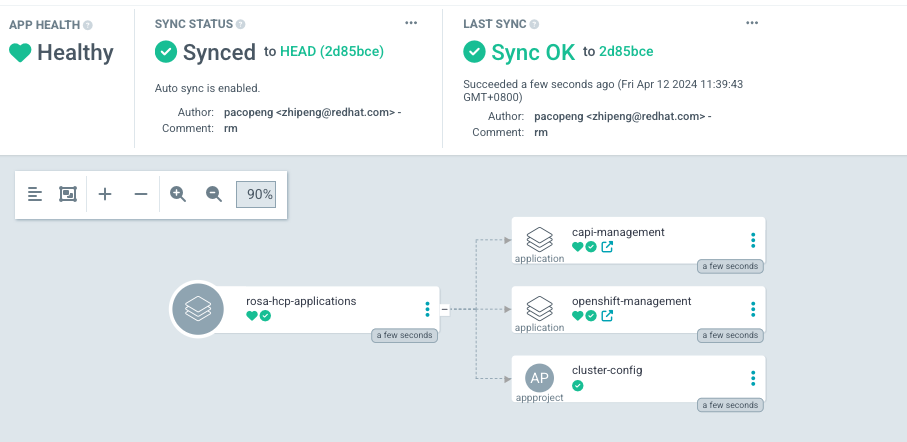 APP HEALTH
Healthy
SYNC STATUS
Synced to HEAD (2d85bce)
Auto sync is enabled.
Author: pacopeng <zhipeng@redhat.com> -
Comment: rm
LAST SYNC
Sync OK to 2d85bce
Succeeded a few seconds ago (Fri Apr 12 2024 11:39:43
GMT+0800)
Author: pacopeng <zhipeng@redhat.com> -
Comment: rm
90%
rosa-hcp-applications
a few seconds
capi-management
application
a few seconds
openshift-management
application
a few seconds
AP
cluster-config
appproject
a few seconds